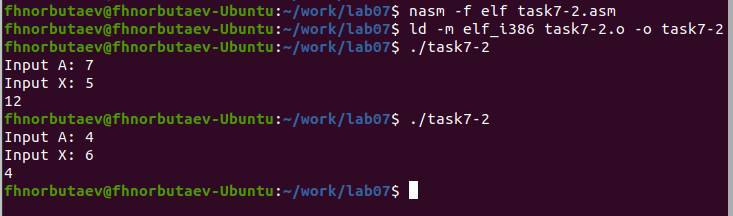 fhnorbutaev@fhnorbutaev-Ubuntu:~/work/lab07$ nasm -f elf task7-2.asm
fhnorbutaev@fhnorbutaev-Ubuntu:~/work/lab07$ ld -m elf_i386 task7-2.o -o task7-2
fhnorbutaev@fhnorbutaev-Ubuntu:~/work/lab07$ ./task7-2
Input A: 7
Input X: 5
12
fhnorbutaev@fhnorbutaev-Ubuntu:~/work/lab07$ ./task7-2
Input A: 4
Input X: 6
4
fhnorbutaev@fhnorbutaev-Ubuntu:~/work/lab07$